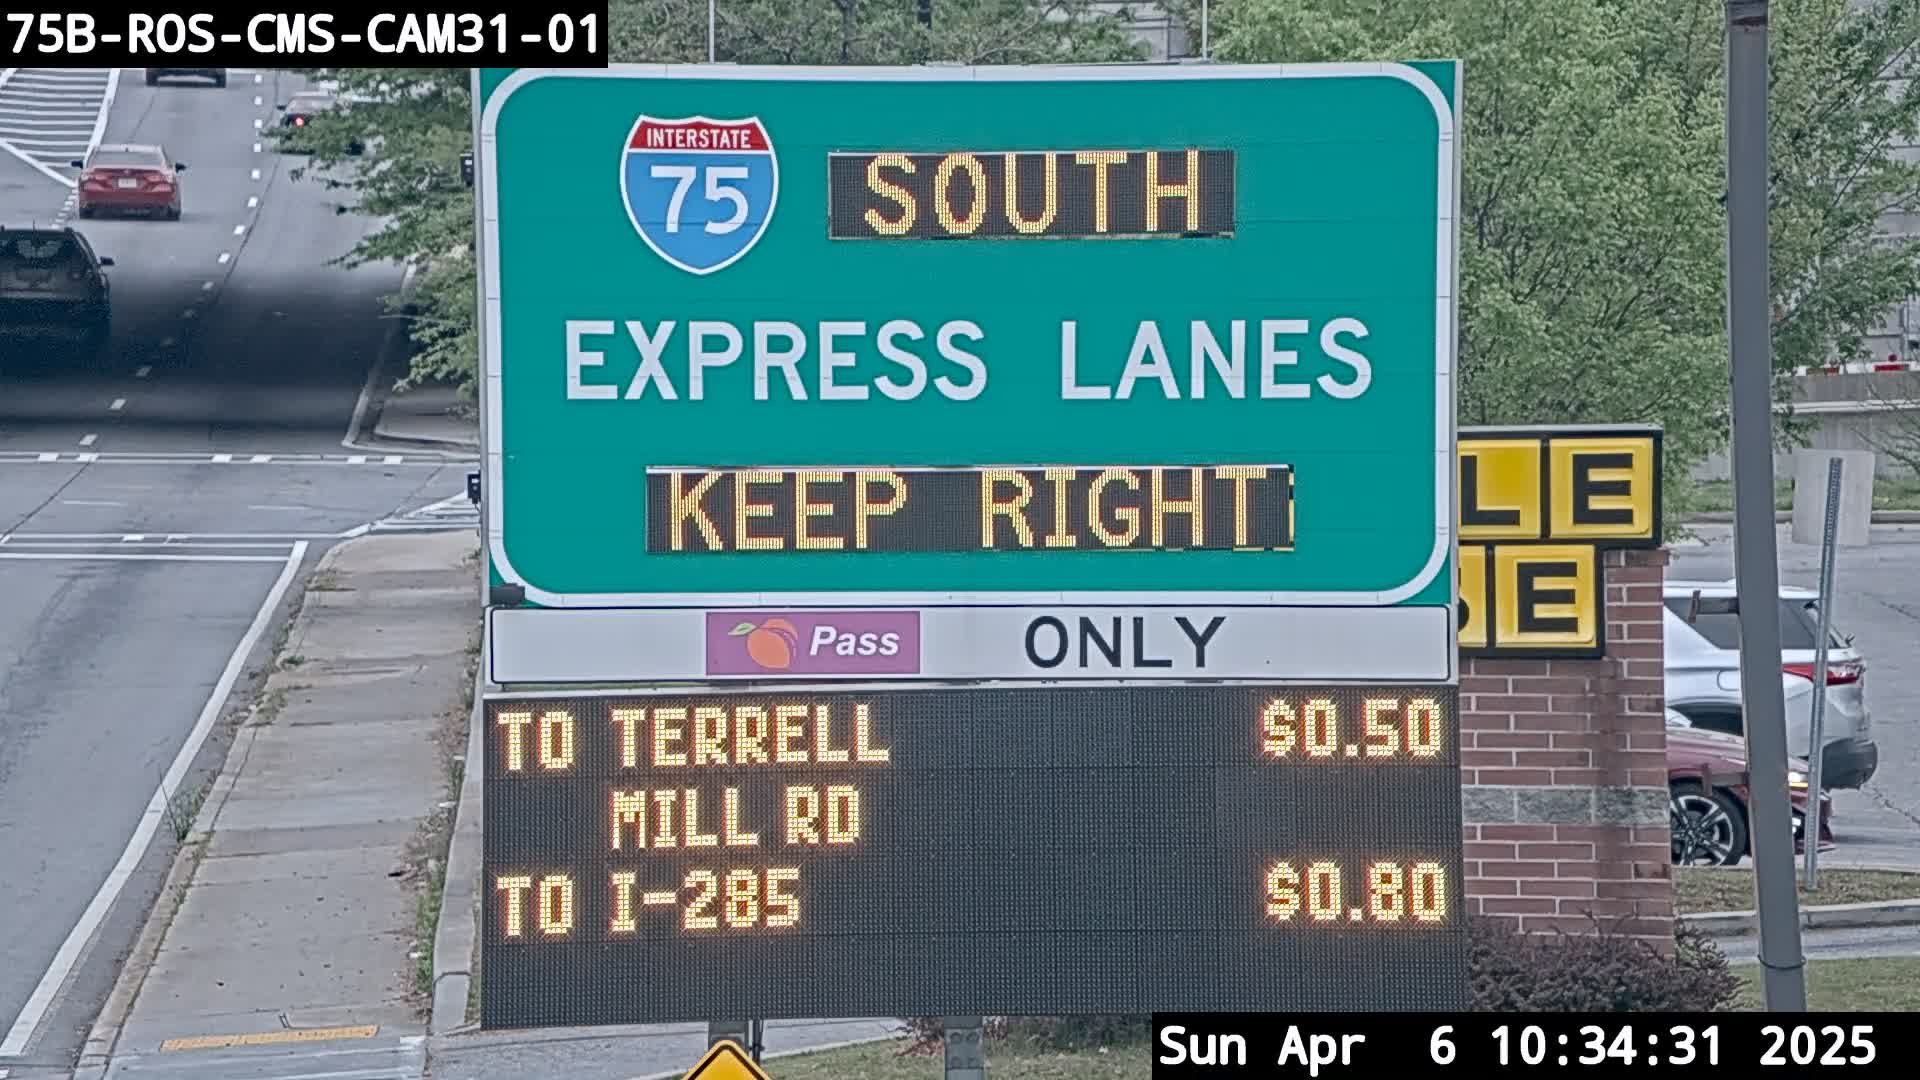 75B-ROS-CMS-CAM31-01
INTERSTATE
75
SOUTH
EXPRESS LANES
KEEP RIGHT
Pass ONLY
TO TERRELL $0.50
MILL RD
TO I-285 $0.80
LE
E
Sun Apr 6 10:34:31 2025